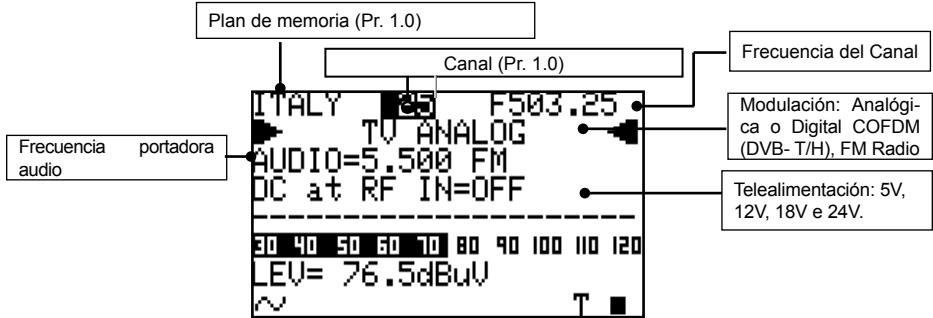 Plan de memoria (Pr. 1.0)
Canal (Pr. 1.0)
Frecuencia del Canal
ITALY F503.25
TV ANALOG
AUDIO=5.500 FM
DC at RF IN=OFF
30 40 50 60 70 80 90 100 110 120
LEV= 76.5dBuV
T
Modulación: Analógi-
ca o Digital COFDM
(DVB- T/H), FM Radio
Frecuencia portadora
audio
Telealimentación: 5V,
12V, 18V e 24V.